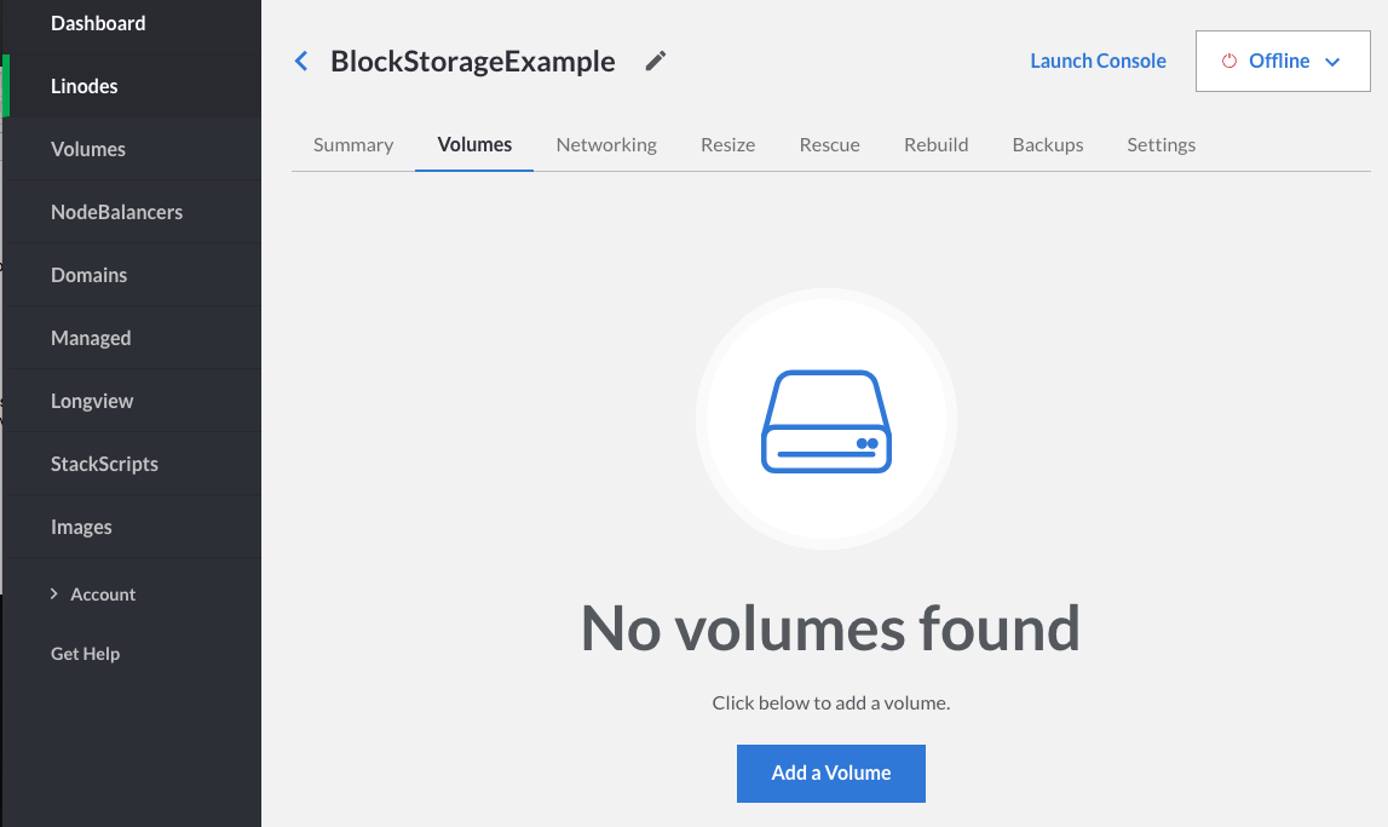 Dashboard
Linodes
Volumes
NodeBalancers
Domains
Managed
Longview
StackScripts
Images
Account
Get Help
BlockStorageExample
Launch Console
Offline
Summary
Volumes
Networking
Resize
Rescue
Rebuild
Backups
Settings
No volumes found
Click below to add a volume.
Add a Volume